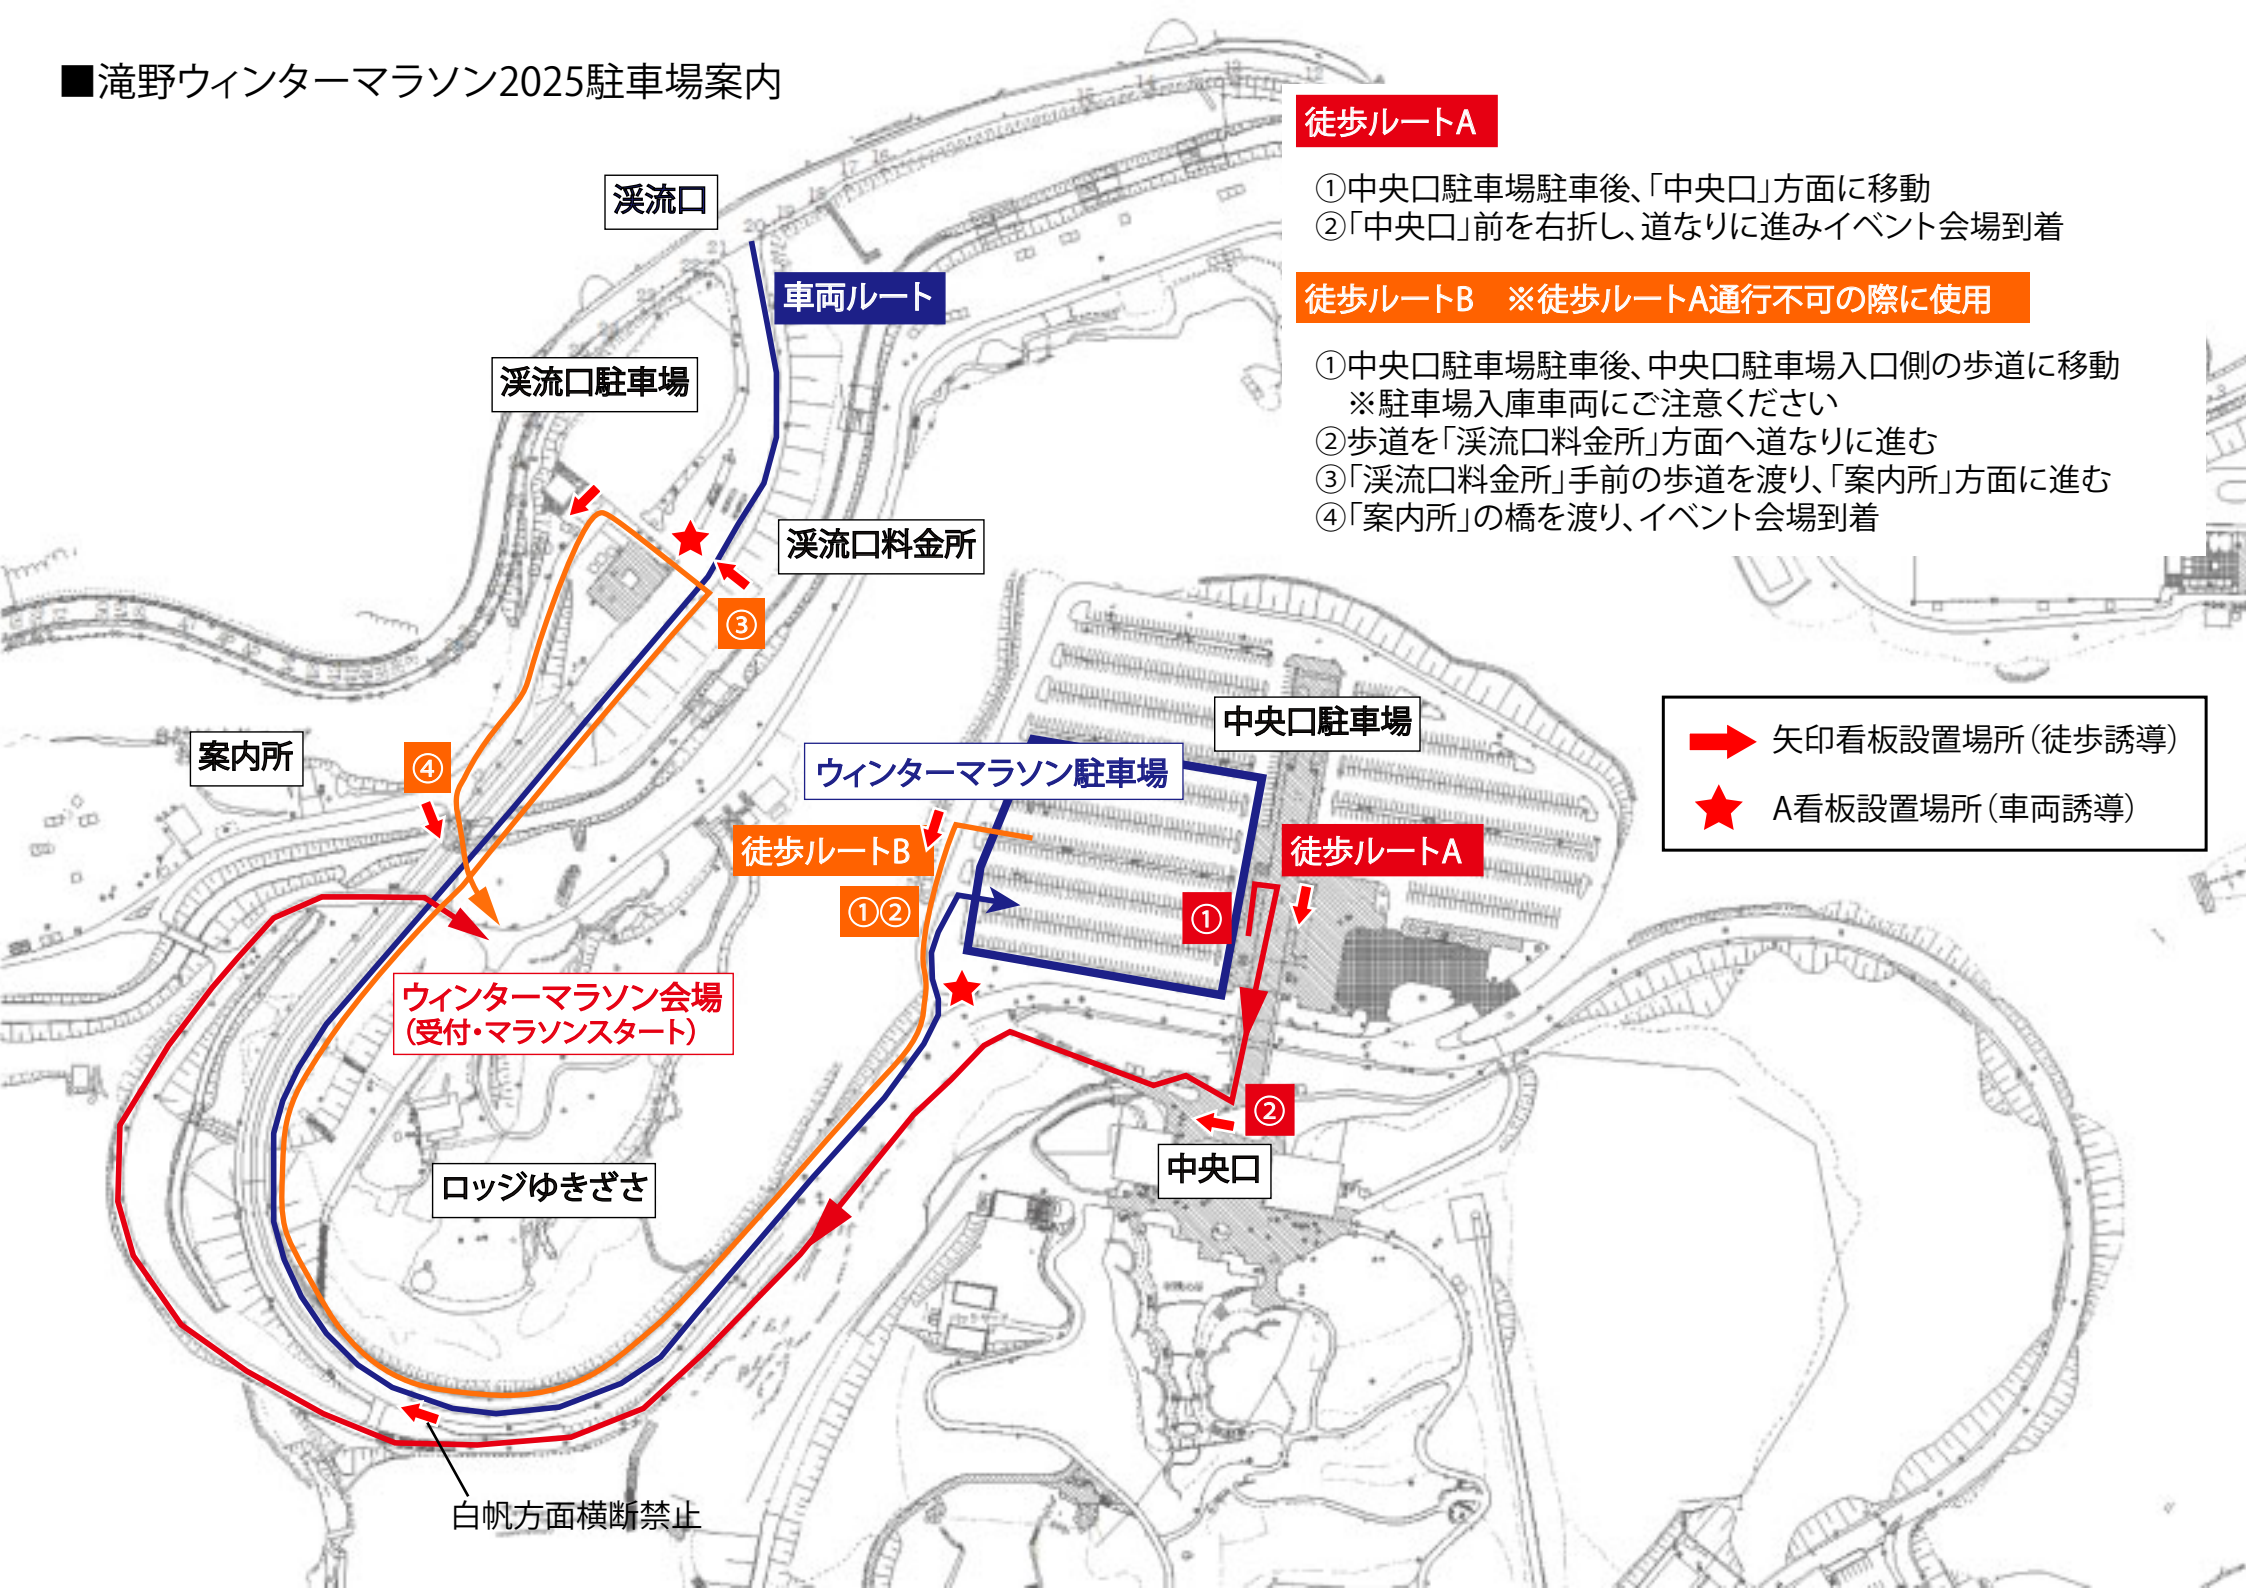 ■滝野ウィンターマラソン2025駐車場案内
徒歩ルートA
①中央口駐車場駐車後、「中央口」方面に移動
②「中央口」前を右折し、道なりに進みイベント会場到着
徒歩ルートB　※徒歩ルートA通行不可の際に使用
①中央口駐車場駐車後、中央口駐車場入口側の歩道に移動
※駐車場入庫車両にご注意ください
②歩道を「渓流口料金所」方面へ道なりに進む
③「渓流口料金所」手前の歩道を渡り、「案内所」方面に進む
④「案内所」の橋を渡り、イベント会場到着
渓流口
車両ルート
渓流口駐車場
渓流口料金所
③
中央口駐車場
矢印看板設置場所（徒歩誘導）
A看板設置場所（車両誘導）
案内所
④
ウィンターマラソン駐車場
徒歩ルートB
①②
徒歩ルートA
①
ウィンターマラソン会場
（受付・マラソンスタート）
②
中央口
ロッジゆきざさ
白帆方面横断禁止
12
13
14
15
16
17
18
19
20
21